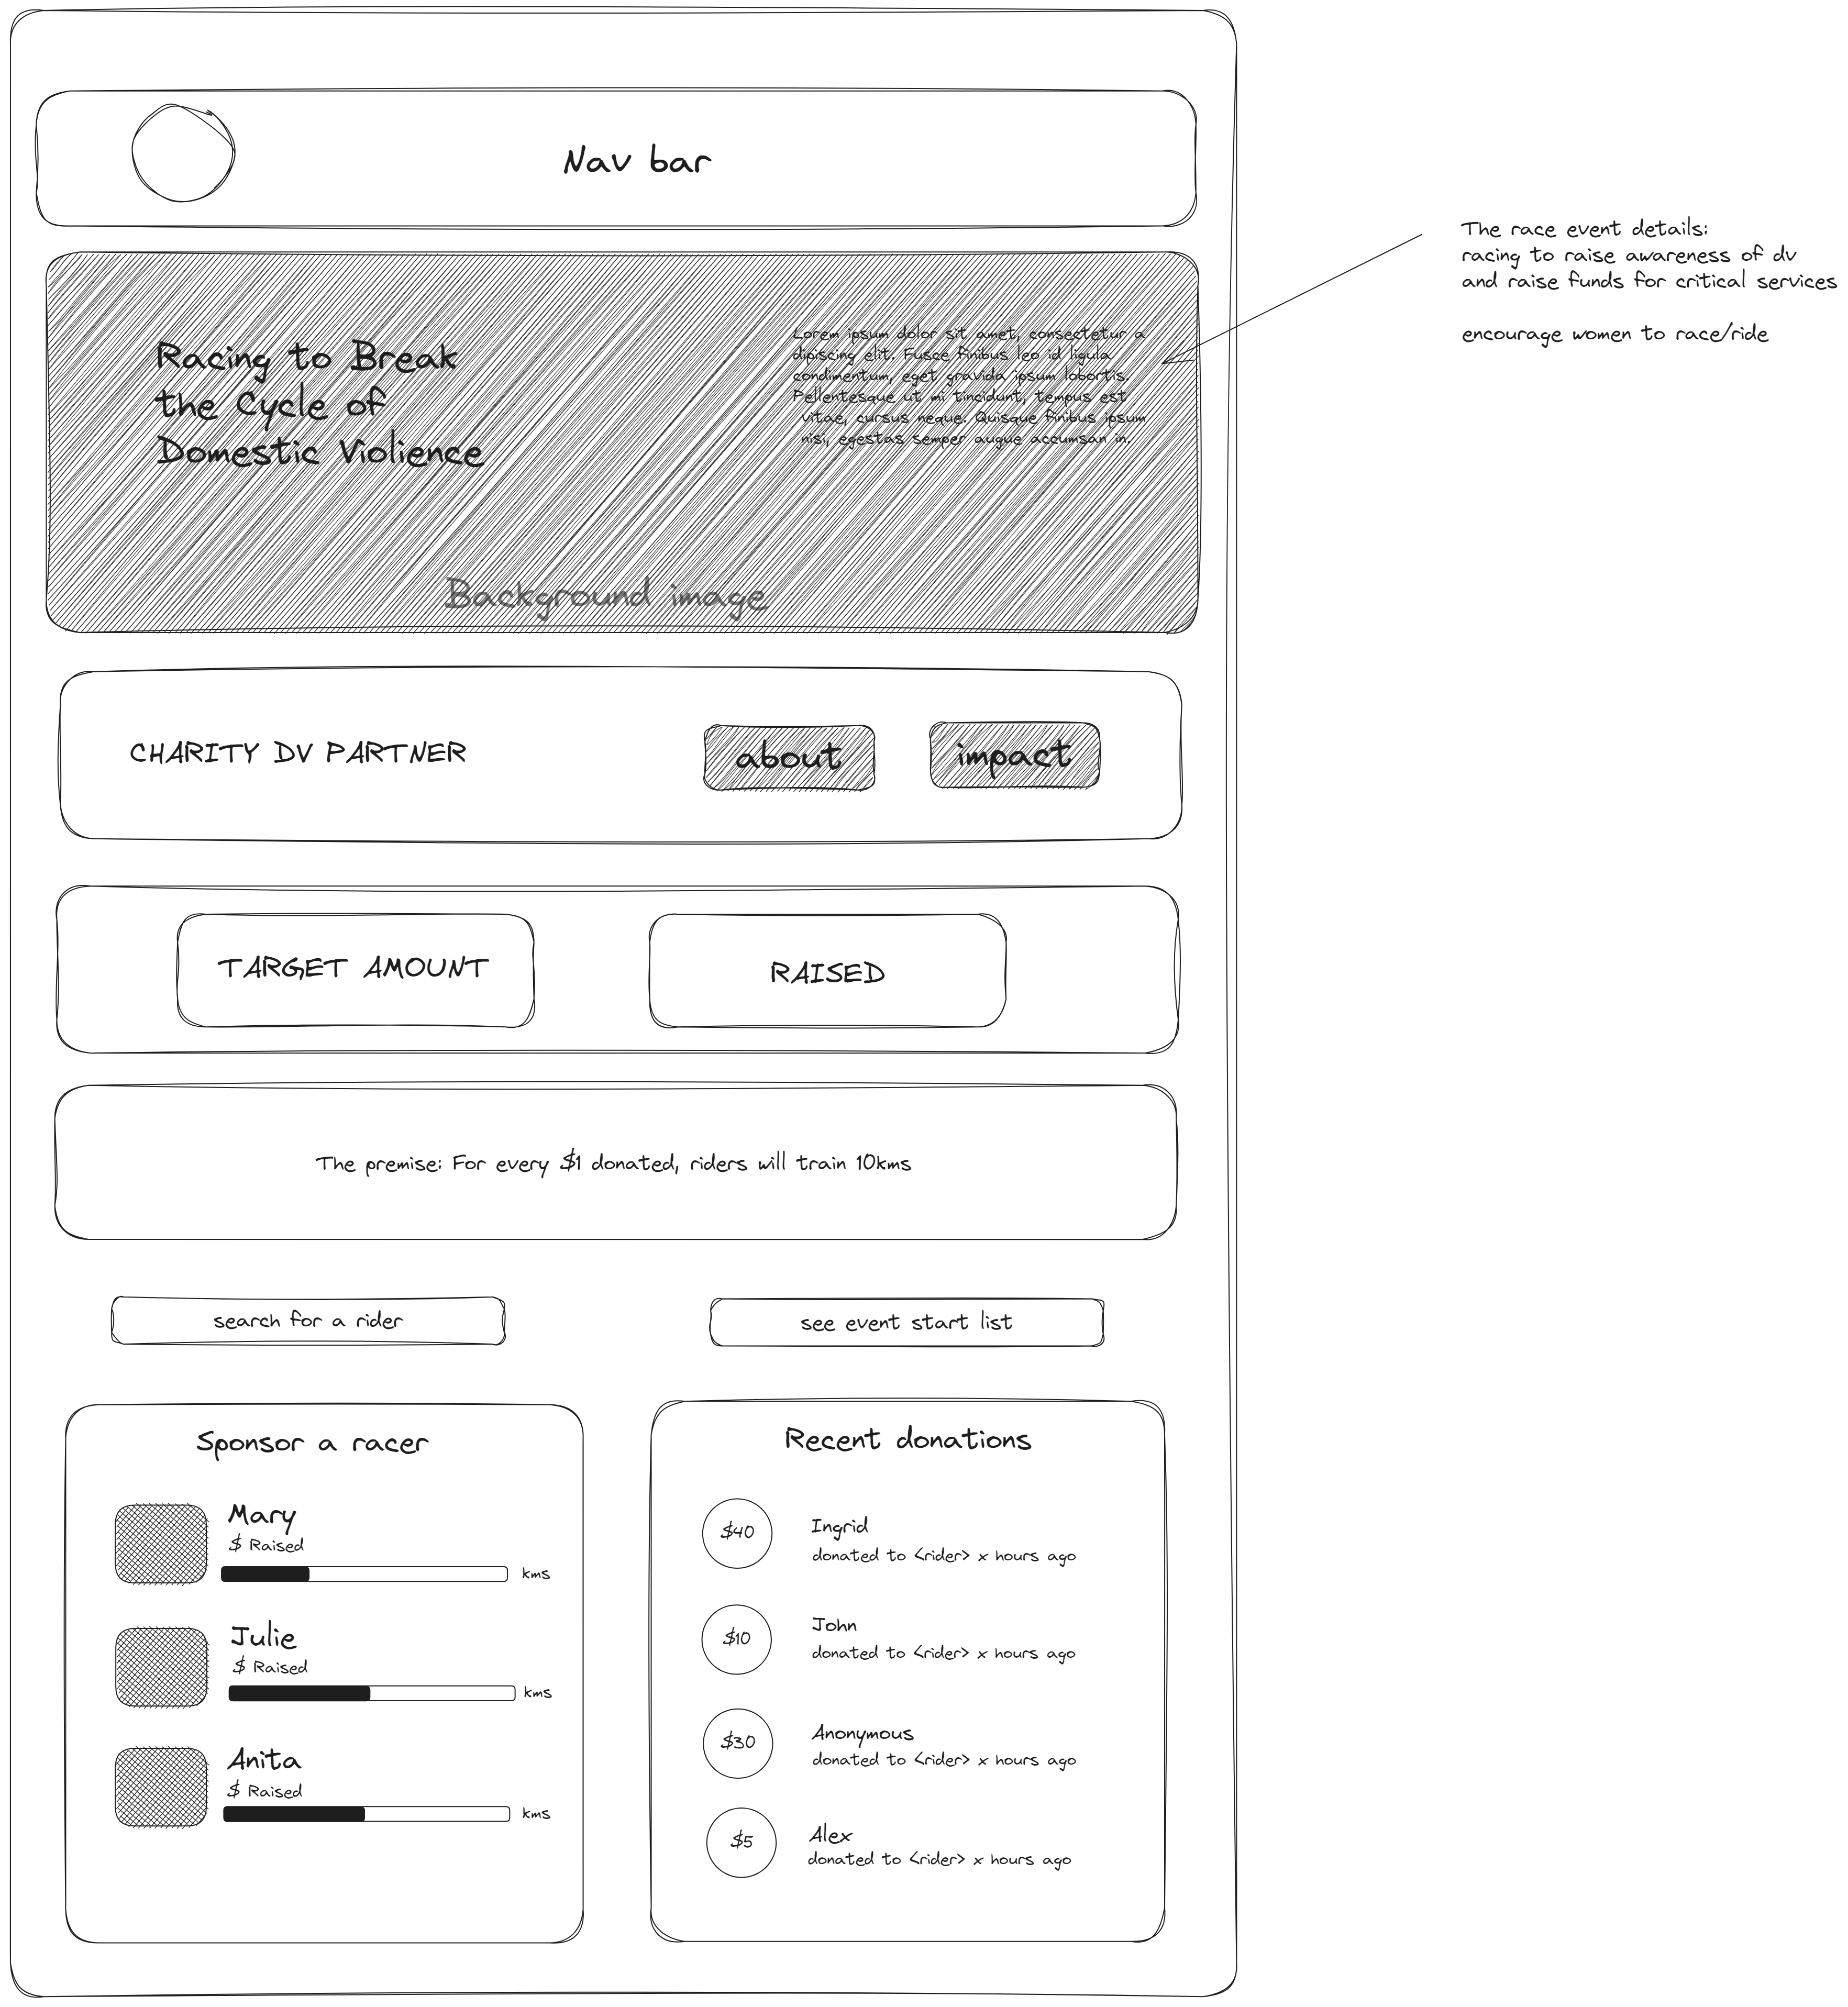 Nav bar
The race event details:
racing to raise awareness of dv
and raise funds for critical services
encourage women to race/ride
Racing to Break
the Cycle of
Domestic Violience
Lorem ipsum dolor sit amet, consectetur a
dipiscing elit. Fusce finibus leo id ligula
condimentum, eget gravida ipsum lobortis.
Pellentesque ut mi tincidunt, tempus est
vitae, cursus neque. Quisque finibus ipsum
nisi, egestas semper augue accumsan in.
Background image
CHARITY DV PARTNER
about
impact
TARGET AMOUNT
RAISED
The premise: For every $1 donated, riders will train 10kms
search for a rider
see event start list
Sponsor a racer
Mary
$ Raised
kms
Julie
$ Raised
kms
Anita
$ Raised
kms
Recent donations
$40
Ingrid
donated to <rider> x hours ago
$10
John
donated to <rider> x hours ago
$30
Anonymous
donated to <rider> x hours ago
$5
Alex
donated to <rider> x hours ago